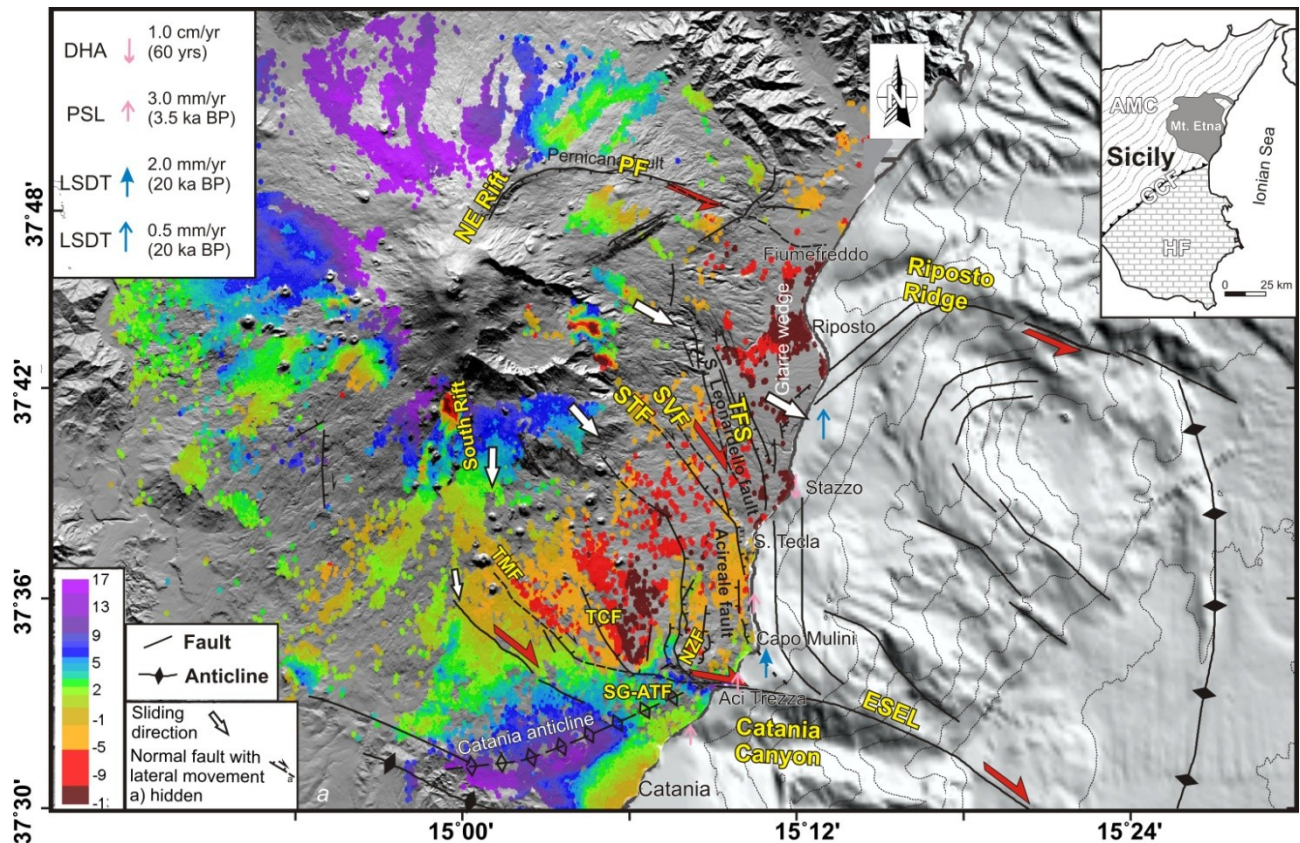 DHA
1.0 cm/yr
(60 yrs)
PSL
3.0 mm/yr
(3.5 ka BP)
LSDT
2.0 mm/yr
(20 ka BP)
LSDT
0.5 mm/yr
(20 ka BP)
N
AMC
Mt. Etna
Sicily
GCF
HF
Ionian Sea
0 25 km
37°48'
37°42'
37°36'
37°30'
Pernicana fault
PF
NE Rift
Fiumefreddo
Riposto
Ridge
Riposto
Giarre wedge
South Rift
STF
SVF
TFS
S. Leonardello fault
Stazzo
S. Tecla
Acireale fault
TMF
TCF
NZF
Capo Mulini
SG-ATF
Aci Trezza
ESEL
Catania
Canyon
Catania anticline
Catania
17
13
9
5
2
-1
-5
-9
-1
Fault
Anticline
Sliding
direction
Normal fault with
lateral movement
a) hidden
a
a
15°00'
15°12'
15°24'